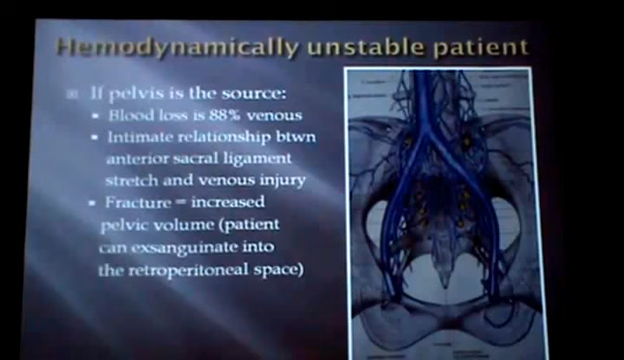 Hemodynamically unstable patient
If pelvis is the source:
Blood loss is 88% venous
Intimate relationship btwn
anterior sacral ligament
stretch and venous injury
Fracture = increased
pelvic volume (patient
can exsanguinate into
the retroperitoneal space)